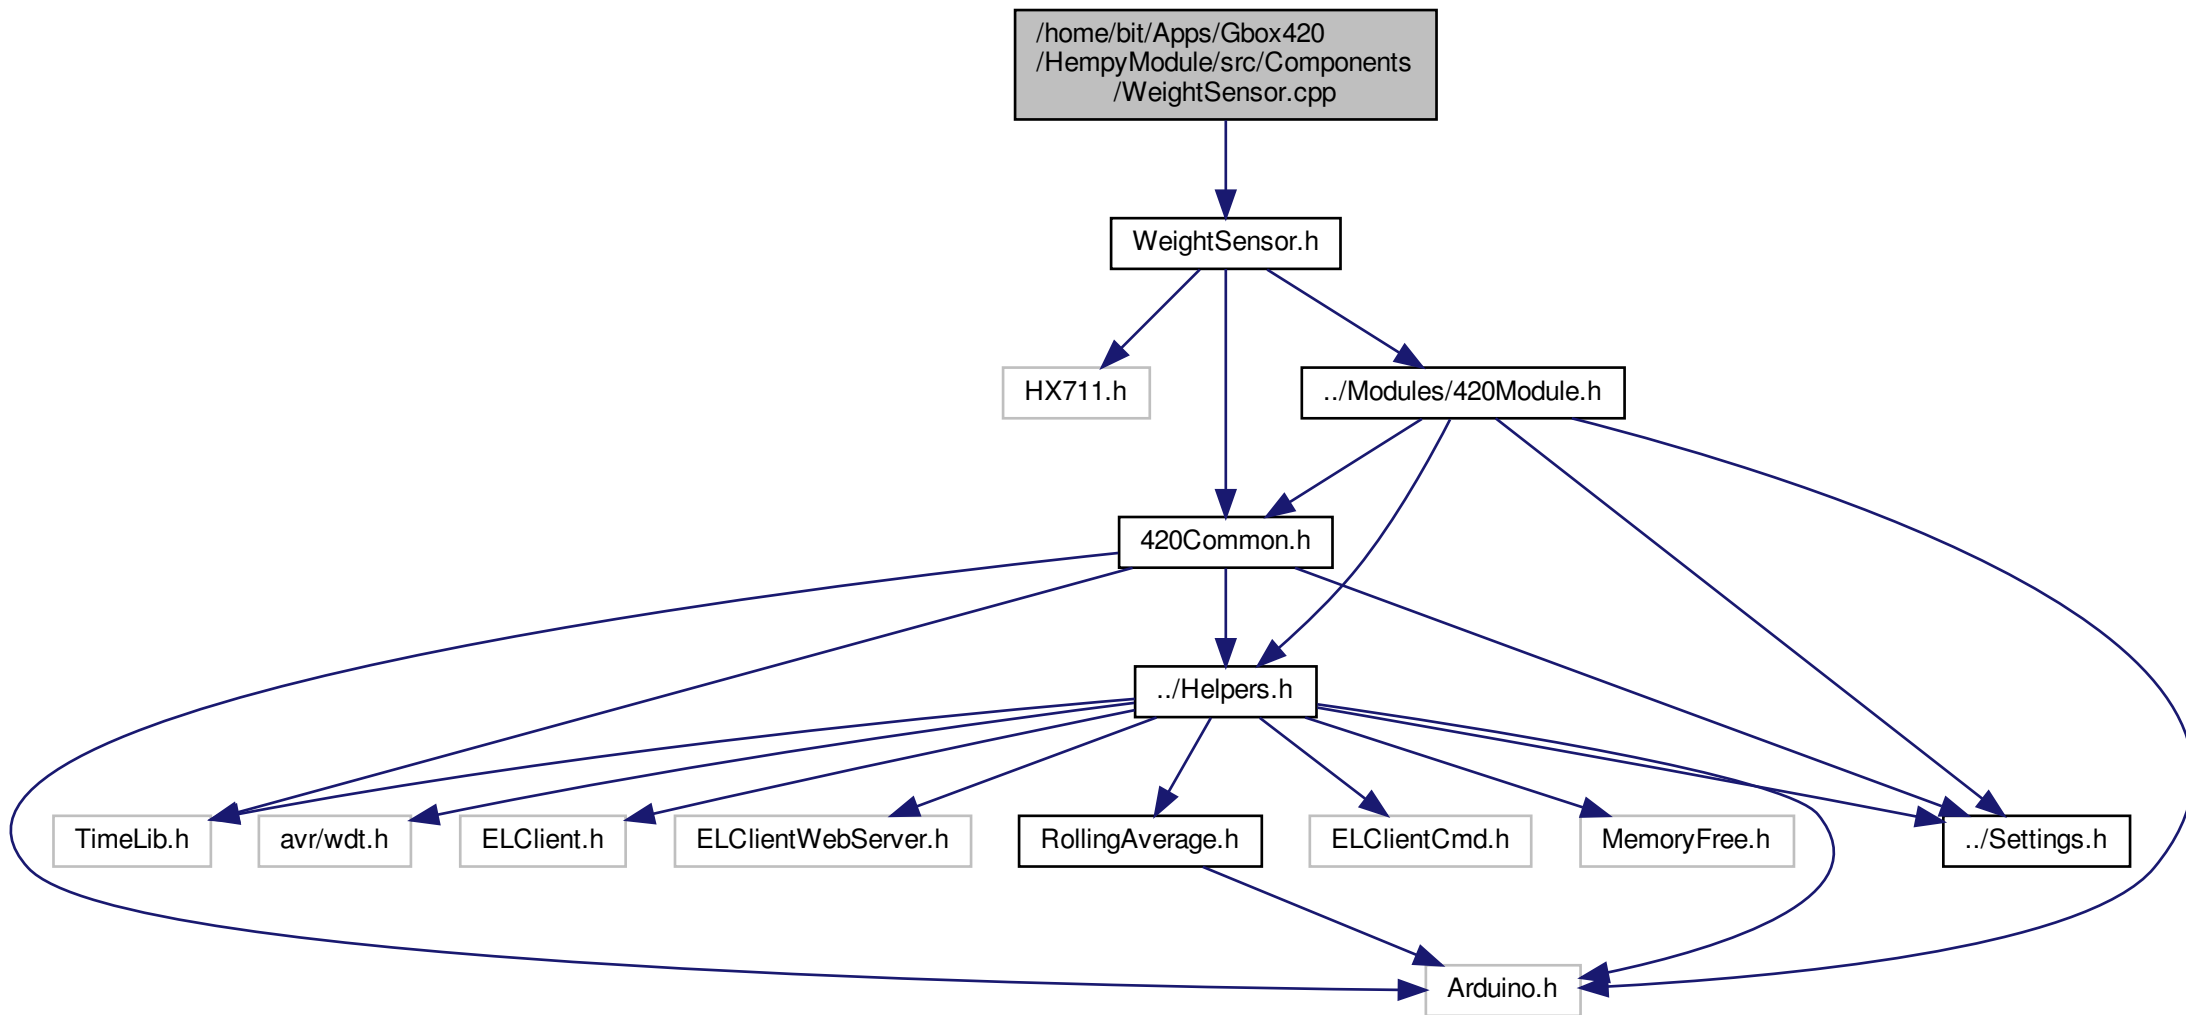 /home/bit/Apps/Gbox420
/HempyModule/src/Components
/WeightSensor.cpp
WeightSensor.h
HX711.h
../Modules/420Module.h
420Common.h
../Helpers.h
TimeLib.h
avr/wdt.h
ELClient.h
ELClientWebServer.h
RollingAverage.h
ELClientCmd.h
MemoryFree.h
../Settings.h
Arduino.h